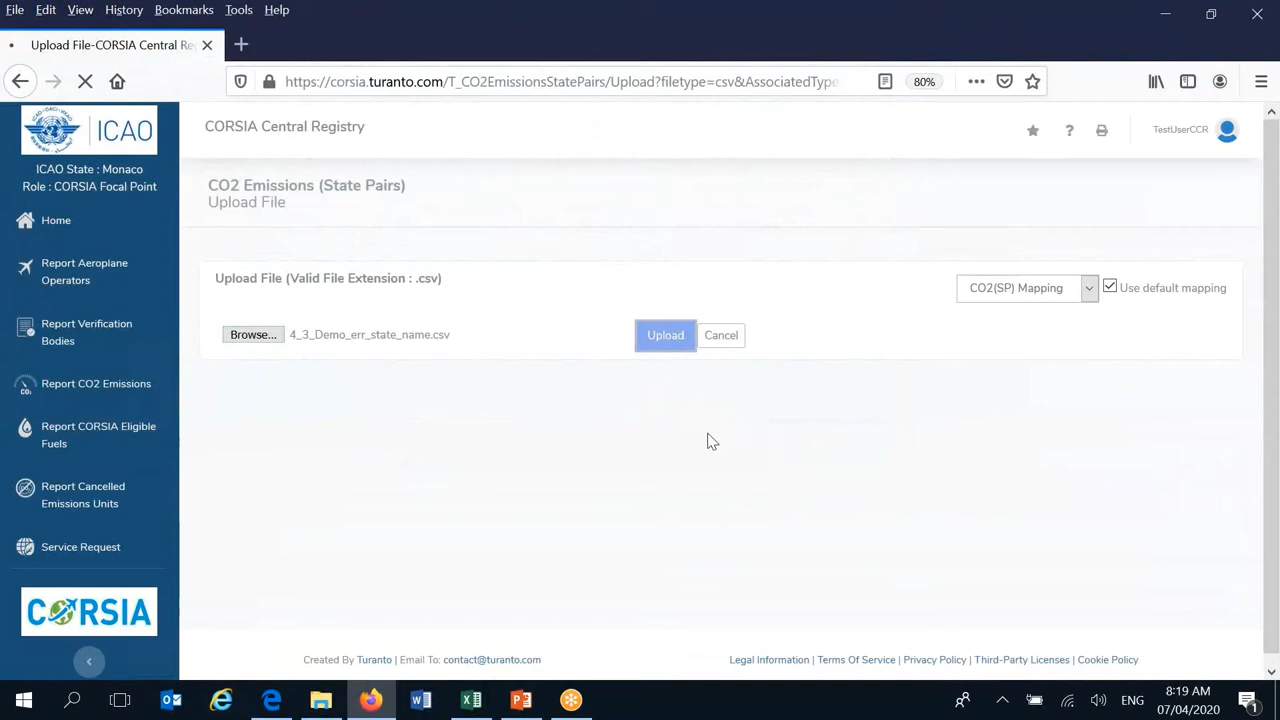 File Edit View History Bookmarks Tools Help
Upload File-CORSIA Central Re
https://corsia.turanto.com/T_CO2EmissionsStatePairs/Upload?filetype=csv&AssociatedType
80%
ICAO
CORSIA Central Registry
TestUserCCR
ICAO State : Monaco
Role : CORSIA Focal Point
CO2 Emissions (State Pairs)
Upload File
Home
Report Aeroplane
Operators
Report Verification
Bodies
Report CO2 Emissions
Report CORSIA Eligible
Fuels
Report Cancelled
Emissions Units
Service Request
CORSIA
Upload File (Valid File Extension : .csv)
CO2(SP) Mapping
Use default mapping
Browse... 4_3_Demo_err_state_name.csv
Upload
Cancel
Created By Turanto | Email To: contact@turanto.com
Legal Information | Terms Of Service | Privacy Policy | Third-Party Licenses | Cookie Policy
ENG
8:19 AM
07/04/2020
1